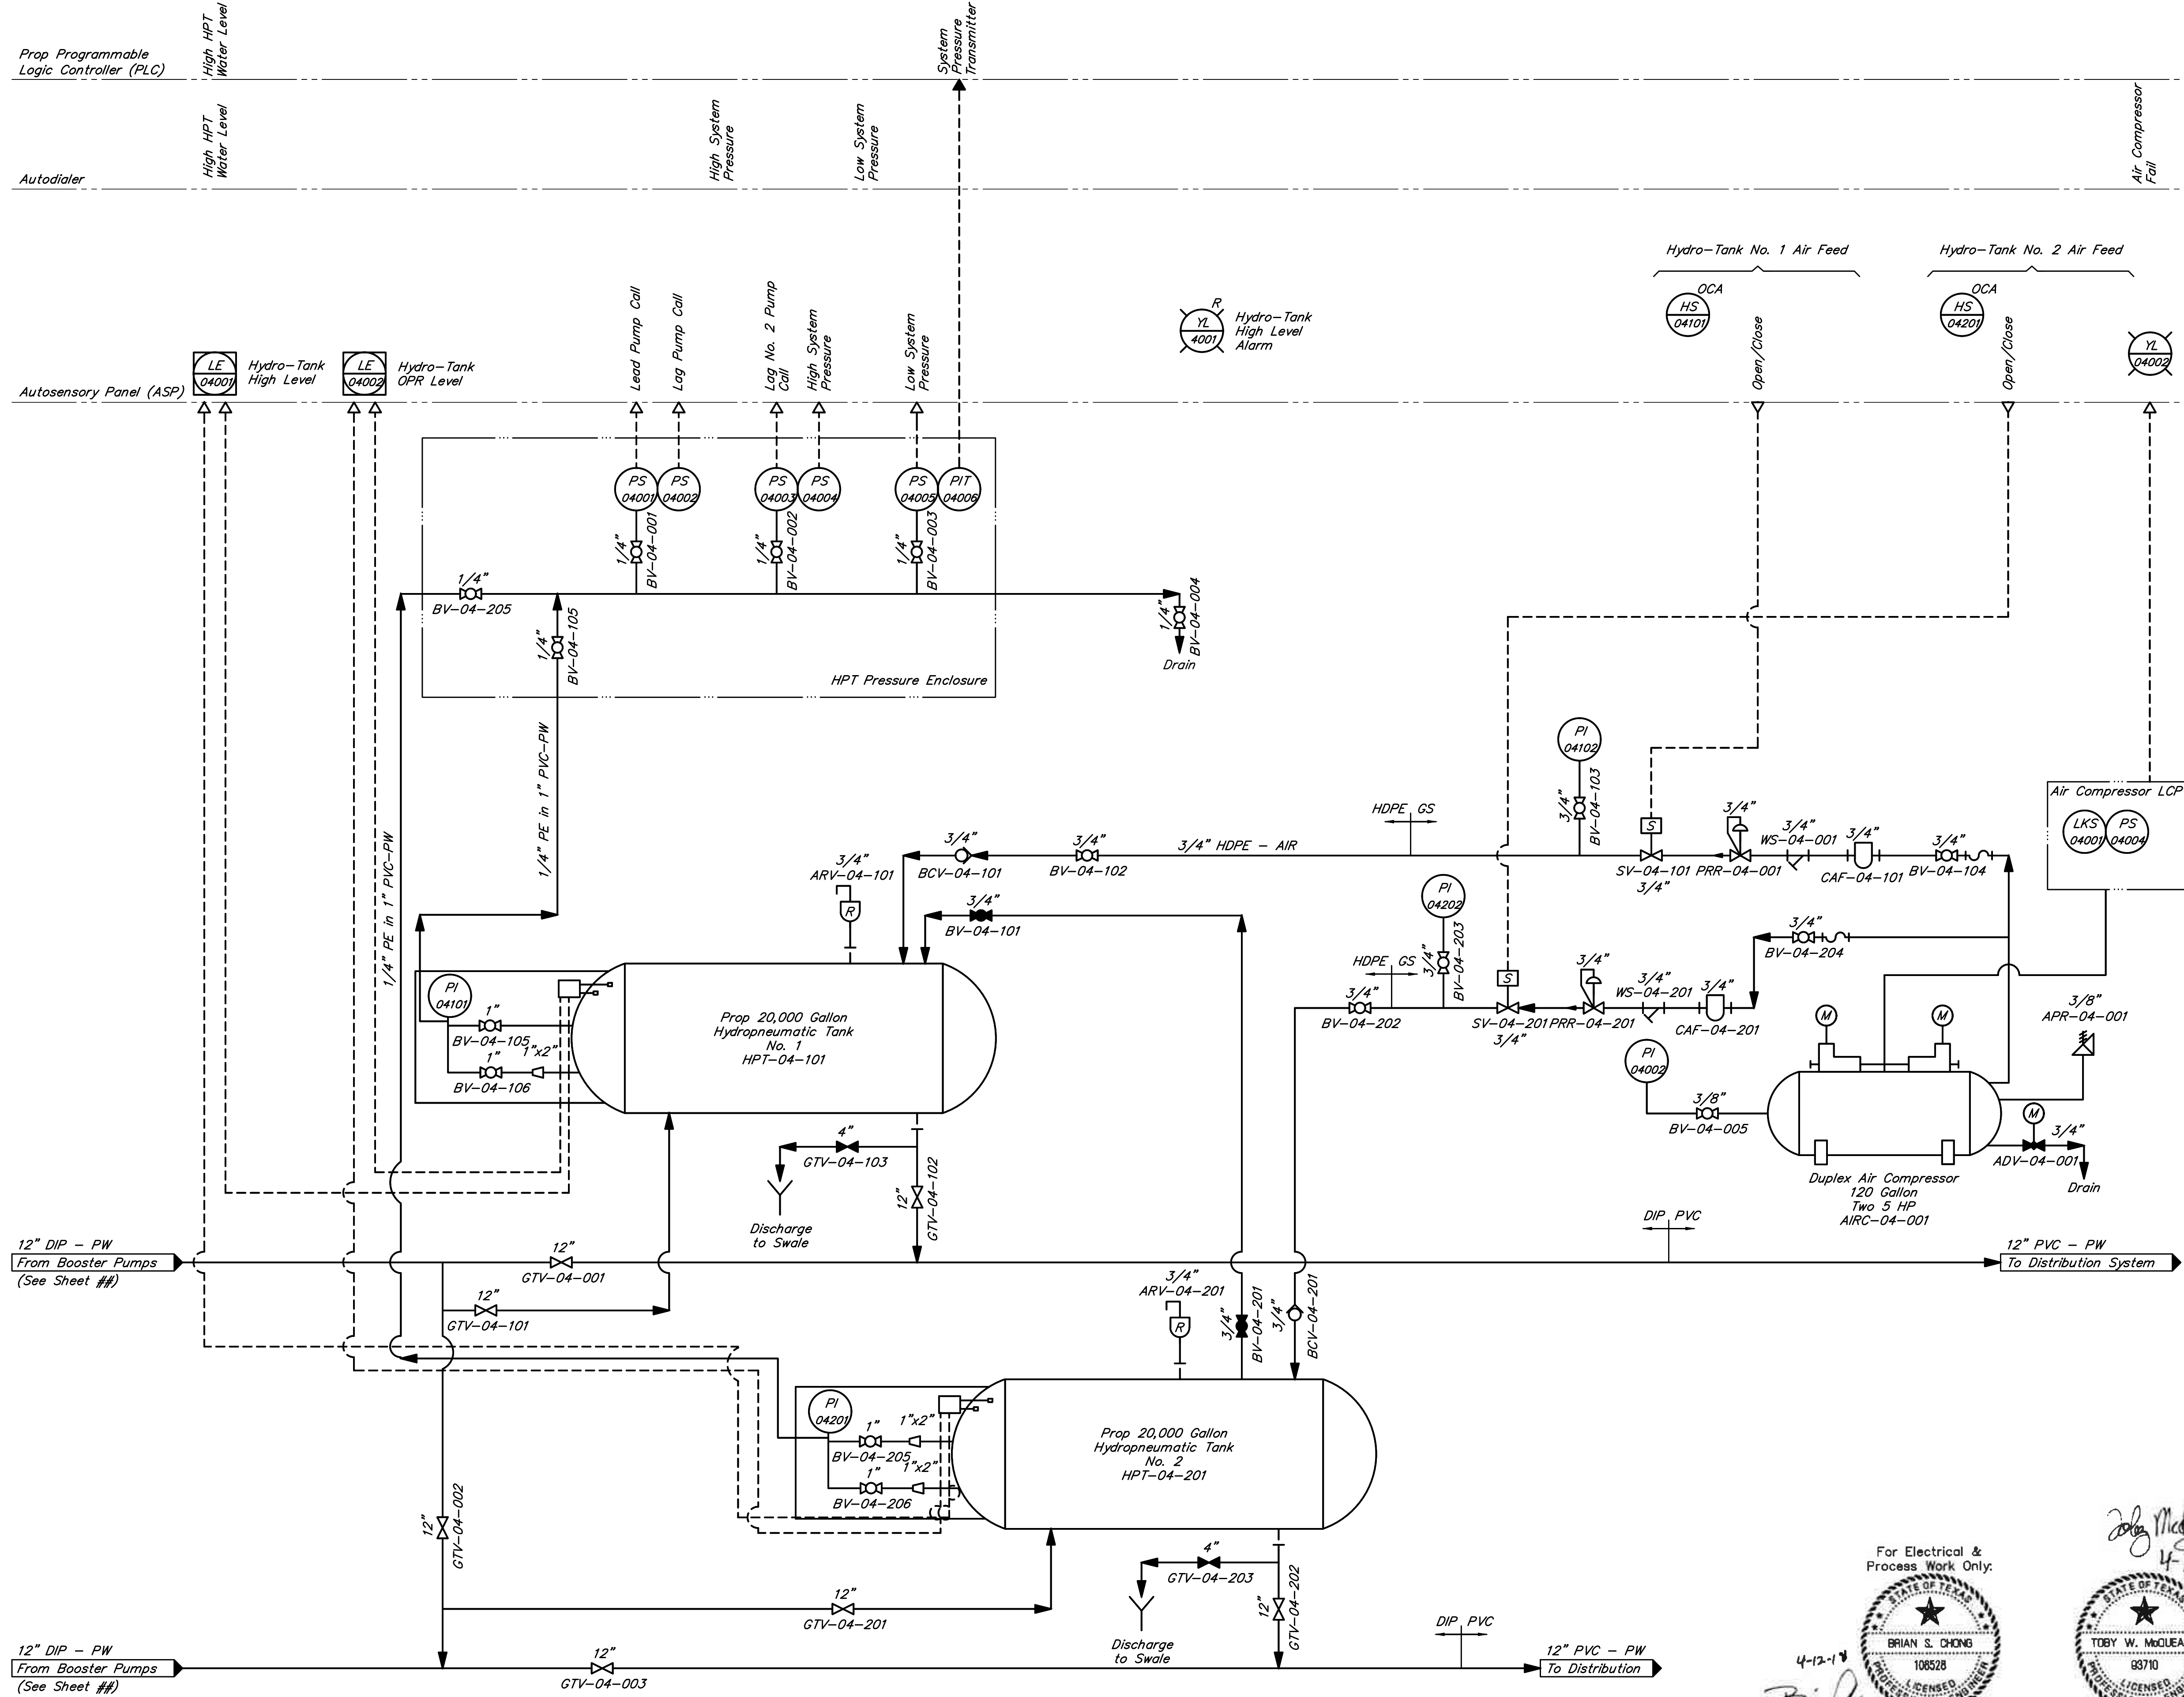 Prop Programmable
Logic Controller (PLC)
High HPT
Water Level
System
Pressure
Transmitter
Autodialer
High HPT
Water Level
High System
Pressure
Low System
Pressure
Air Compressor
Fail
Hydro-Tank No. 1 Air Feed
OCA
HS
04101
Open/Close
Hydro-Tank No. 2 Air Feed
OCA
HS
04201
Open/Close
R
YL
4001
Hydro-Tank
High Level
Alarm
YL
04002
Autosensory Panel (ASP)
LE
04001
Hydro-Tank
High Level
LE
04002
Hydro-Tank
OPR Level
Lead Pump Call
Lag Pump Call
Lag No. 2 Pump
Call
High System
Pressure
Low System
Pressure
PS
04001
PS
04002
PS
04003
PS
04004
PS
04005
PIT
04006
1/4"
BV-04-001
1/4"
BV-04-002
1/4"
BV-04-003
1/4"
BV-04-205
1/4"
BV-04-105
1/4"
BV-04-004
Drain
HPT Pressure Enclosure
1/4" PE in 1" PVC-PW
1/4" PE in 1" PVC-PW
PI
04102
3/4"
BV-04-103
HDPE GS
3/4" HDPE - AIR
3/4"
BCV-04-101
3/4"
BV-04-102
S
SV-04-101
3/4"
3/4"
PRR-04-001
3/4"
WS-04-001
3/4"
CAF-04-101
3/4"
BV-04-104
Air Compressor LCP
LKS
04001
PS
04004
3/4"
ARV-04-101
R
3/4"
BV-04-101
PI
04202
3/4"
BV-04-203
HDPE GS
3/4"
BV-04-202
S
SV-04-201
3/4"
3/4"
PRR-04-201
3/4"
WS-04-201
3/4"
CAF-04-201
3/4"
BV-04-204
3/8"
APR-04-001
M
M
PI
04002
3/8"
BV-04-005
M
3/4"
ADV-04-001
Drain
Duplex Air Compressor
120 Gallon
Two 5 HP
AIRC-04-001
PI
04101
1"
BV-04-105
1"
1"x2"
BV-04-106
Prop 20,000 Gallon
Hydropneumatic Tank
No. 1
HPT-04-101
4"
GTV-04-103
Discharge
to Swale
12"
GTV-04-102
DIP PVC
12" DIP - PW
From Booster Pumps
(See Sheet ##)
12"
GTV-04-001
12" PVC - PW
To Distribution System
12"
GTV-04-101
3/4"
ARV-04-201
R
3/4"
BV-04-201
3/4"
BCV-04-201
PI
04201
1"
1"x2"
BV-04-205
1"
1"x2"
BV-04-206
Prop 20,000 Gallon
Hydropneumatic Tank
No. 2
HPT-04-201
12"
GTV-04-002
12"
GTV-04-201
4"
GTV-04-203
Discharge
to Swale
12"
GTV-04-202
DIP PVC
12" DIP - PW
From Booster Pumps
(See Sheet ##)
12"
GTV-04-003
12" PVC - PW
To Distribution
For Electrical &
Process Work Only:
STATE OF TEXAS
BRIAN S. CHONG
108528
LICENSED
4-12-18
STATE OF TEXAS
TOBY W.
93710
LICENSED